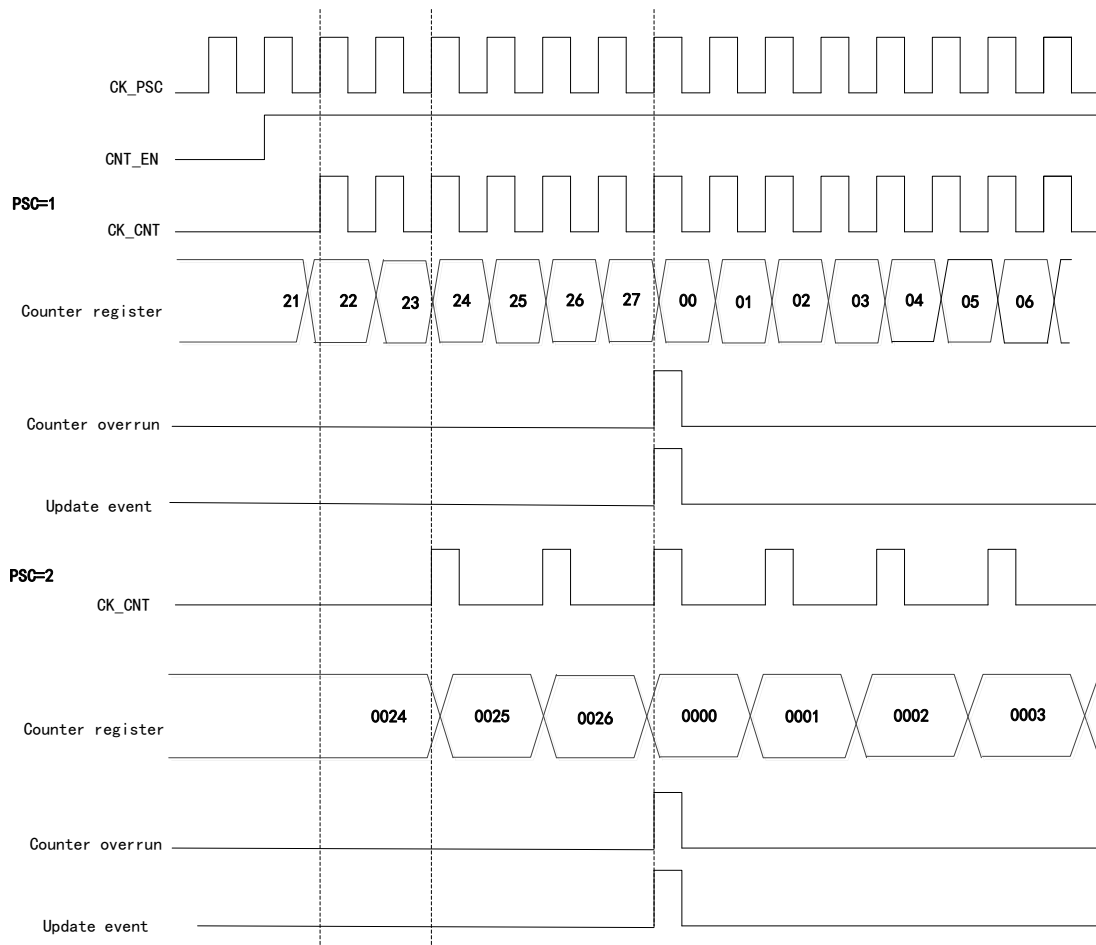 CK_PSC
CNT_EN
PSC=1
CK_CNT
Counter register 21 22 23 24 25 26 27 00 01 02 03 04 05 06
Counter overrun
Update event
PSC=2
CK_CNT
Counter register 0024 0025 0026 0000 0001 0002 0003
Counter overrun
Update event